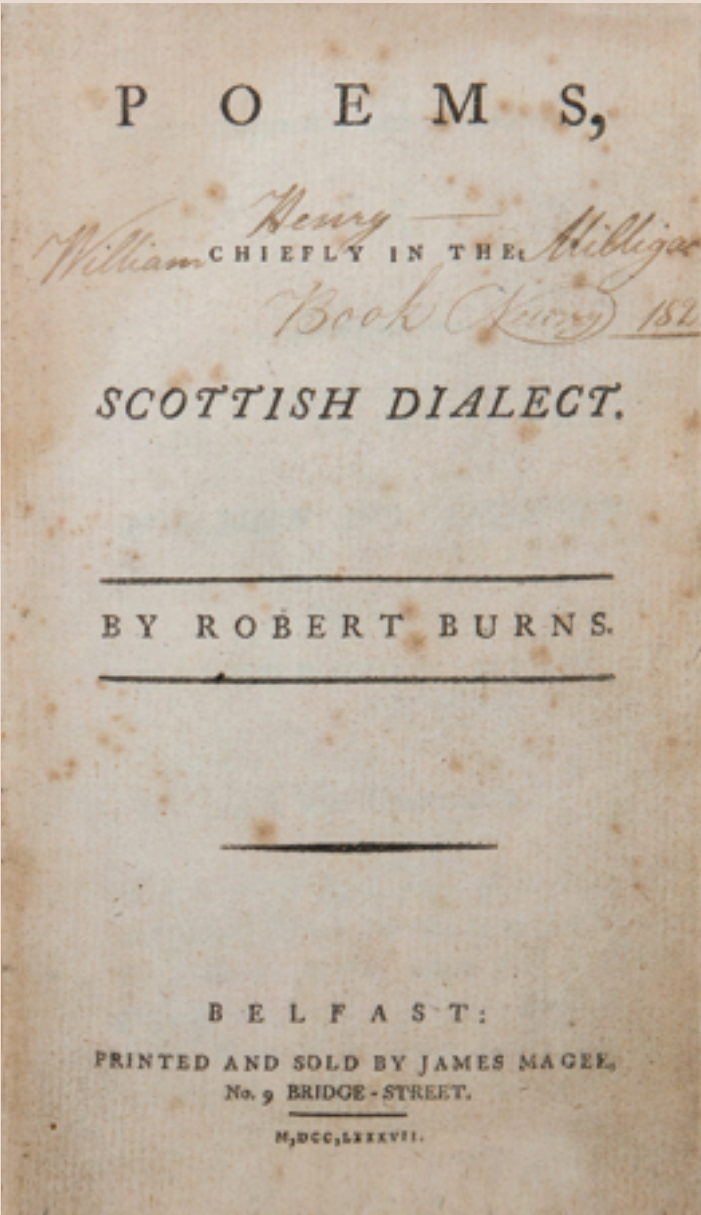 POEMS,
Henry —
William CHIEFLY IN THE Milligan
Book 182
SCOTTISH DIALECT.
BY ROBERT BURNS.
BELFAST:
PRINTED AND SOLD BY JAMES MAGEE,
No. 9 BRIDGE-STREET.
M,DCC,LXXXVII.